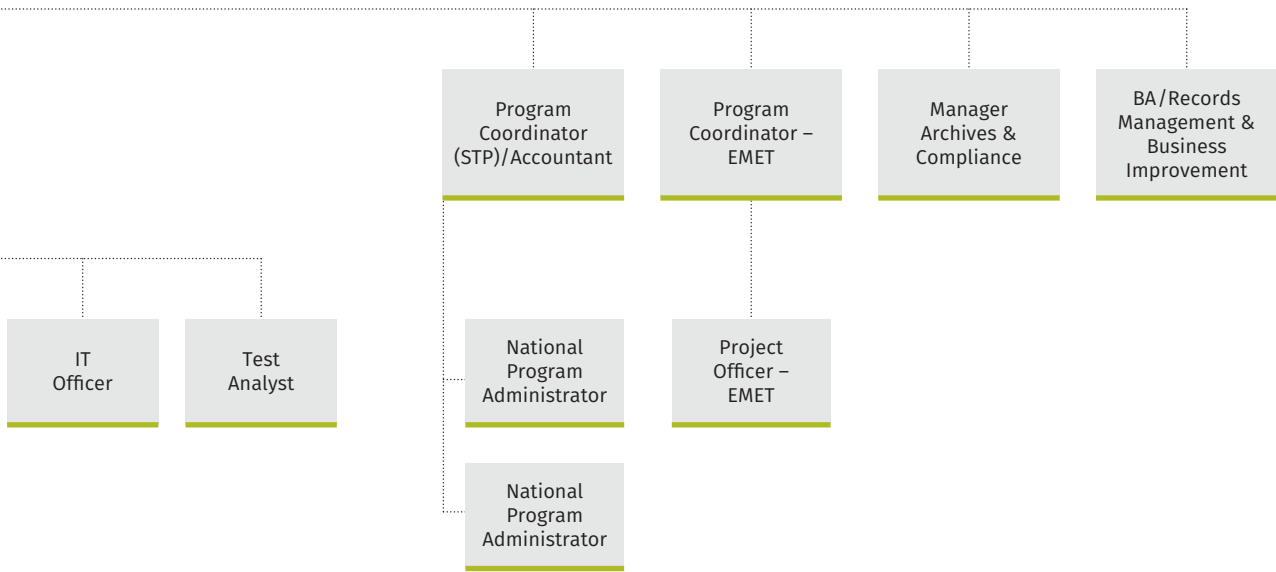 Program
Coordinator
(STP)/Accountant
Program
Coordinator –
EMET
Manager
Archives &
Compliance
BA/Records
Management &
Business
Improvement
IT
Officer
Test
Analyst
National
Program
Administrator
Project
Officer –
EMET
National
Program
Administrator